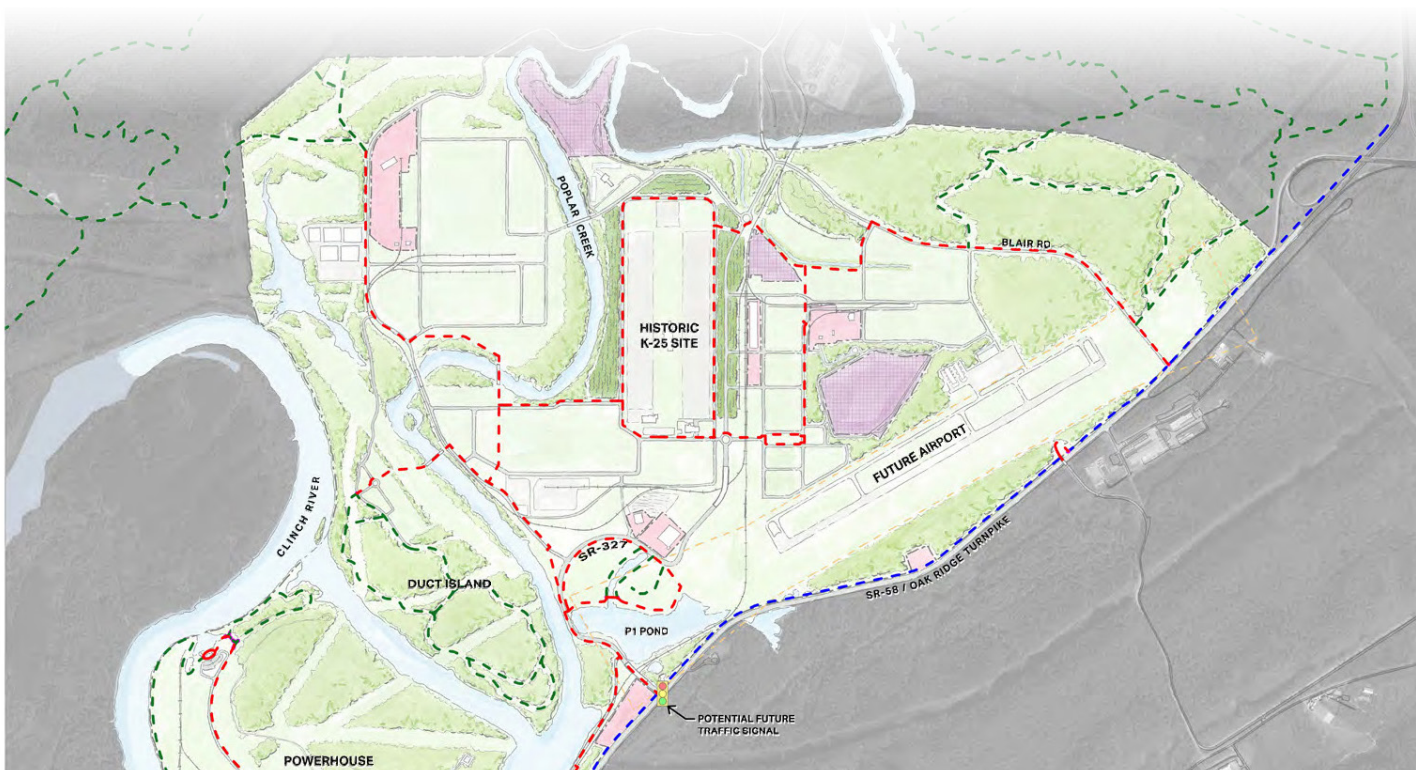 POPLAR CREEK
BLAIR RD
HISTORIC
K-25 SITE
FUTURE AIRPORT
CLINCH RIVER
SR-327
DUCT ISLAND
SR-58 / OAK RIDGE TURNPIKE
P1 POND
POTENTIAL FUTURE
TRAFFIC SIGNAL
POWERHOUSE